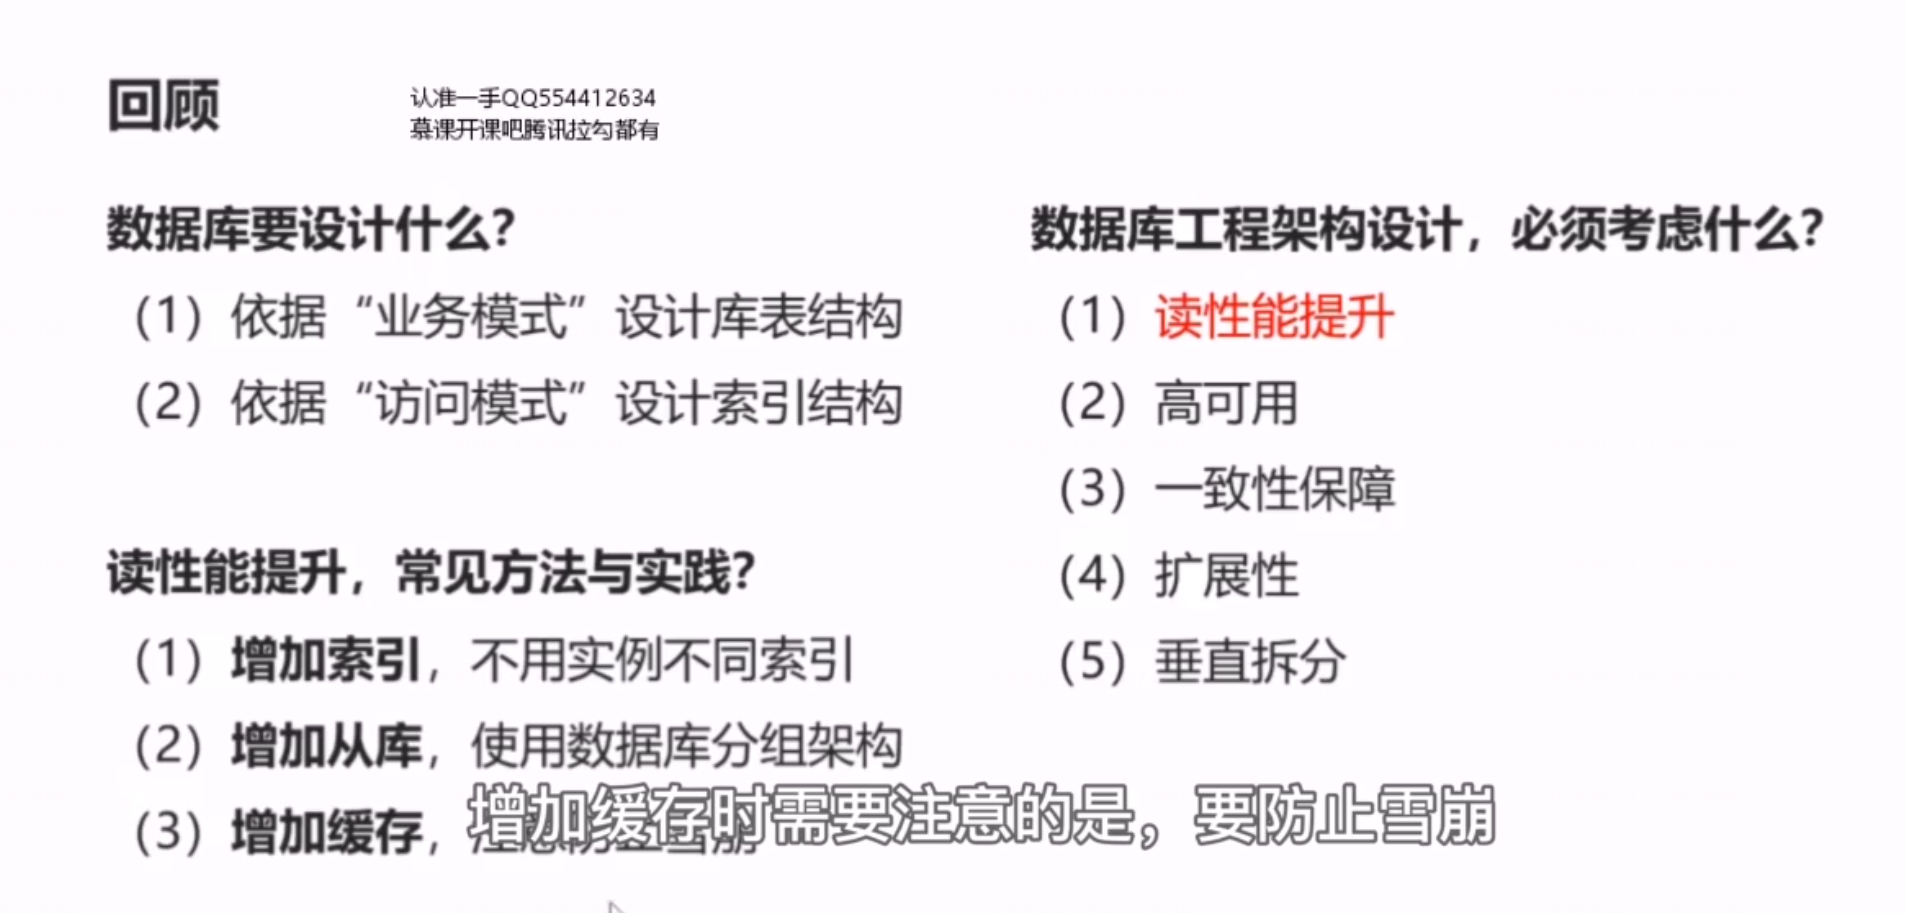 回顾
认准一手QQ554412634
慕课开课吧腾讯拉勾都有
数据库要设计什么？
（1）依据“业务模式”设计库表结构
（2）依据“访问模式”设计索引结构
读性能提升，常见方法与实践？
（1）增加索引，不用实例不同索引
（2）增加从库，使用数据库分组架构
（3）增加缓存，
数据库工程架构设计，必须考虑什么？
（1）读性能提升
（2）高可用
（3）一致性保障
（4）扩展性
（5）垂直拆分
增加缓存时需要注意的是，要防止雪崩